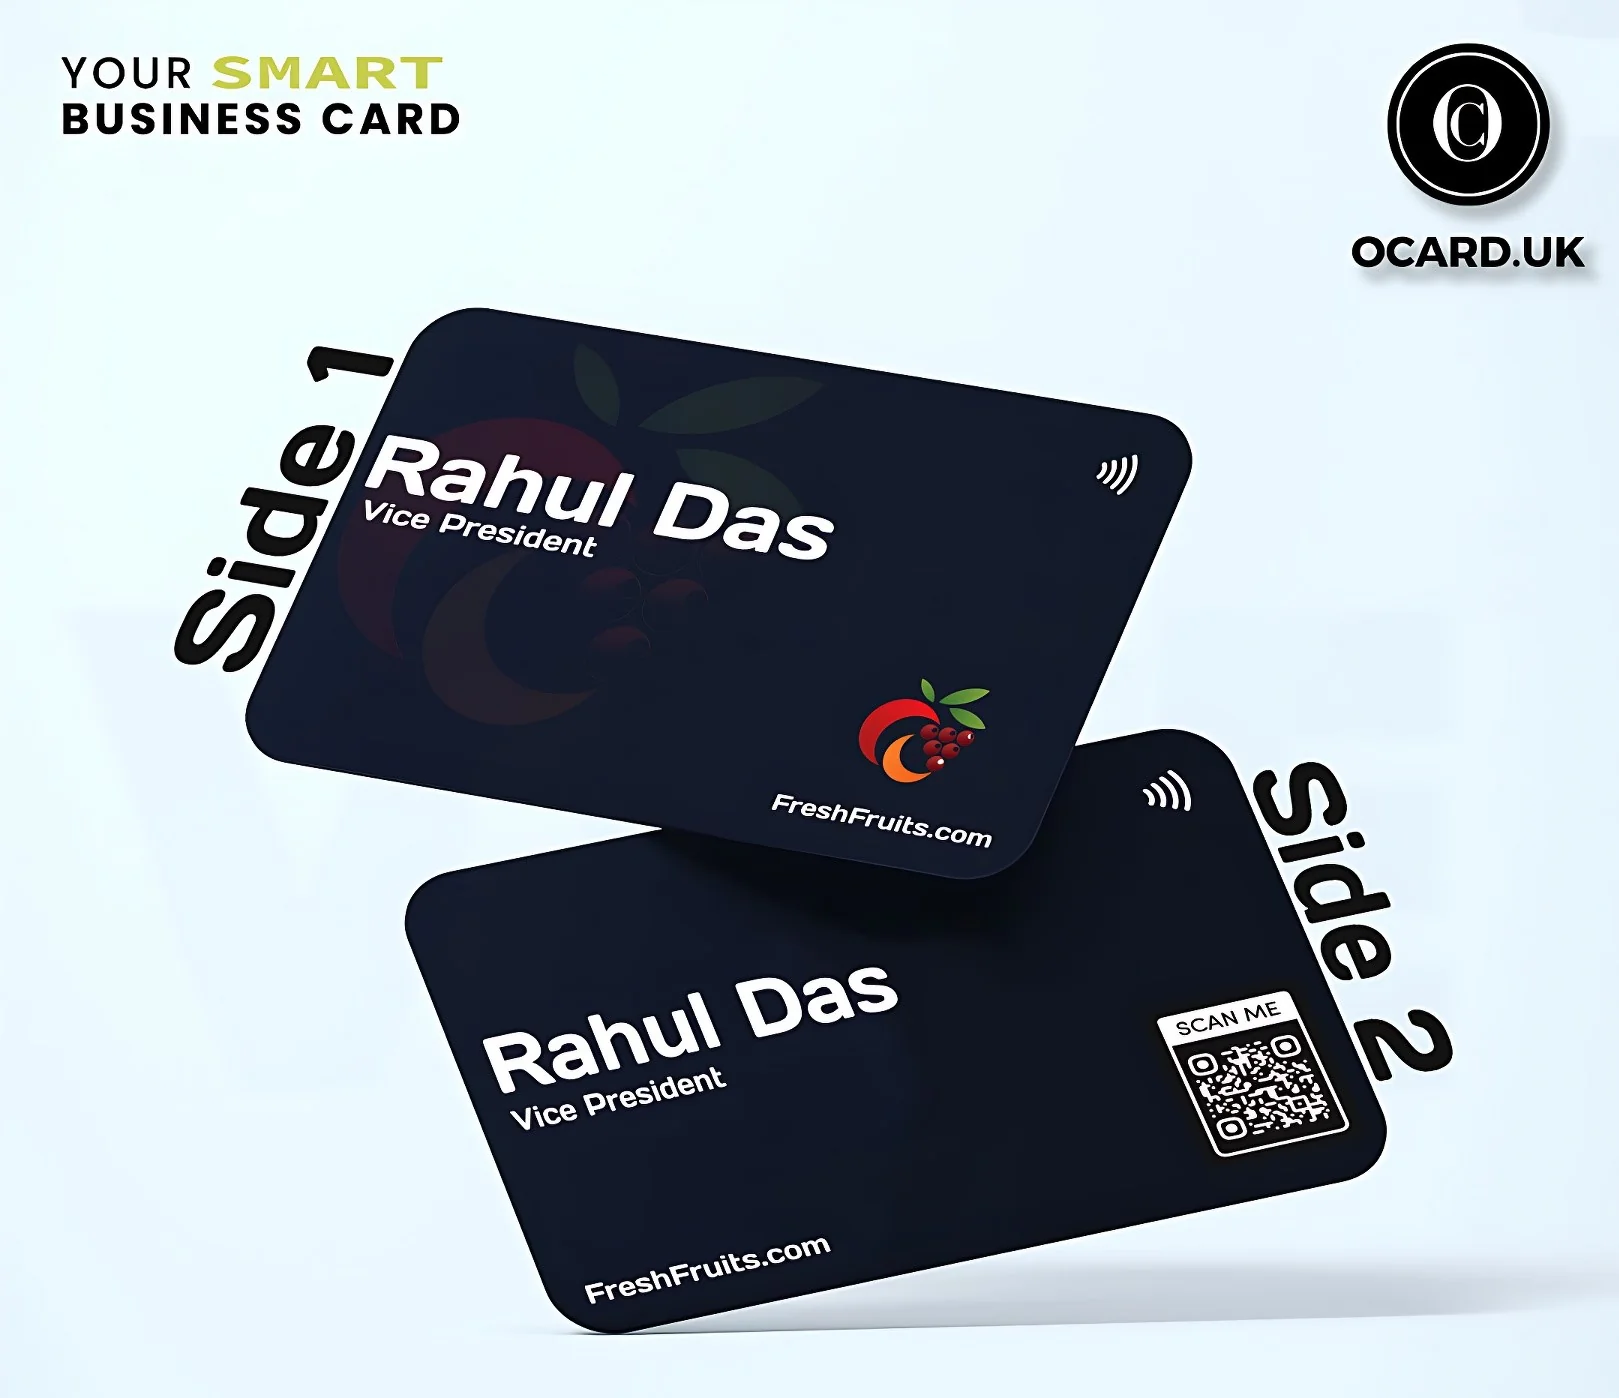 YOUR SMART
BUSINESS CARD
OC
OCARD.UK
Side 1
Rahul Das
Vice President
FreshFruits.com
Side 2
Rahul Das
Vice President
SCAN ME
FreshFruits.com